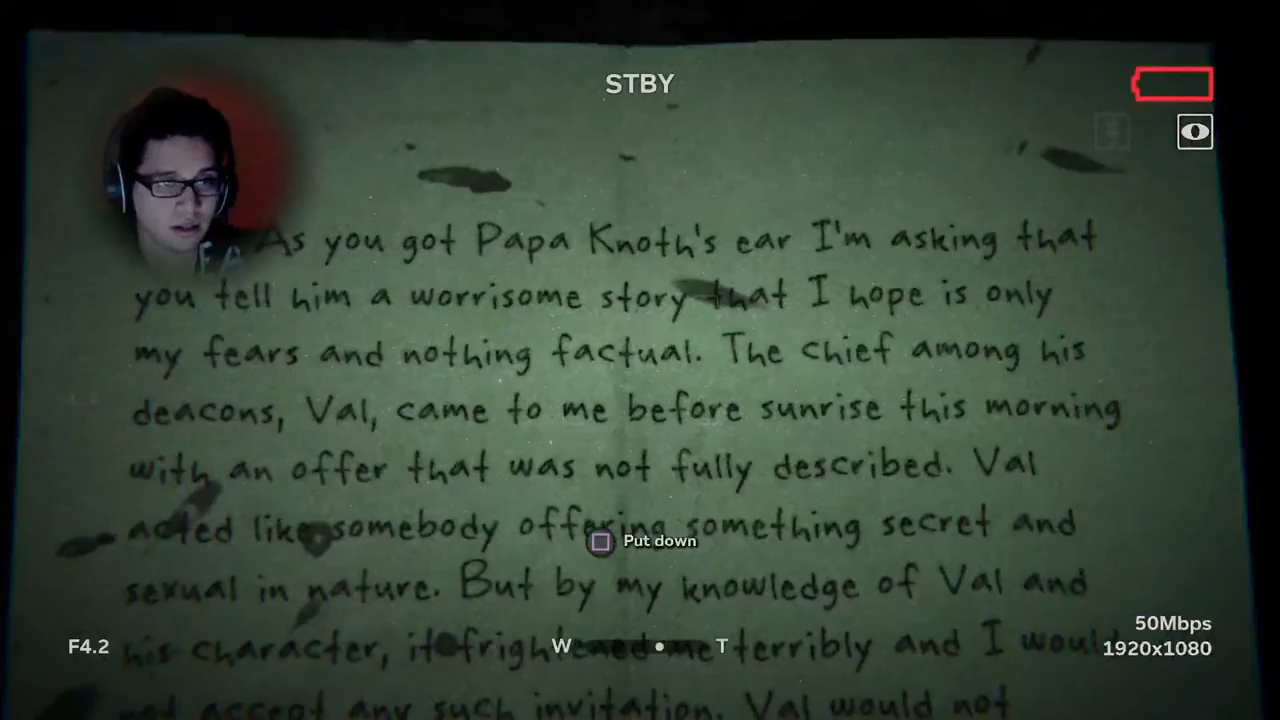 STBY
As you got Papa Knoth's ear I'm asking that
you tell him a worrisome story that I hope is only
my fears and nothing factual. The chief among his
deacons, Val, came to me before sunrise this morning
with an offer that was not fully described. Val
acted like somebody offering something secret and
Put down
sexual in nature. But by my knowledge of Val and
50Mbps
F4.2
W T
his character, it frightened me terribly and I would
1920x1080
not accept any such invitation. Val would not